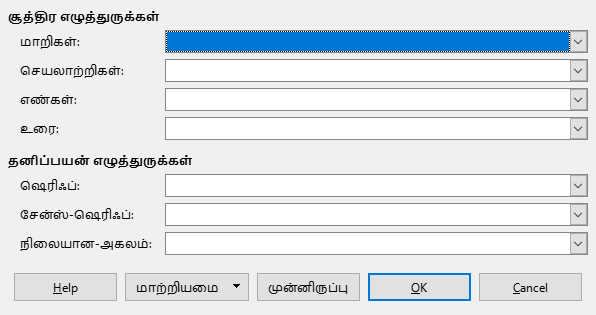 சூத்திர எழுத்துருக்கள்
மாறிகள்:
செயலாற்றிகள்:
எண்கள்:
உரை:
தனிப்பயன் எழுத்துருக்கள்
ஷெரிஃப்:
சேன்ஸ்-ஷெரிஃப்:
நிலையான-அகலம்:
Help மாற்றியமை முன்னிருப்பு OK Cancel